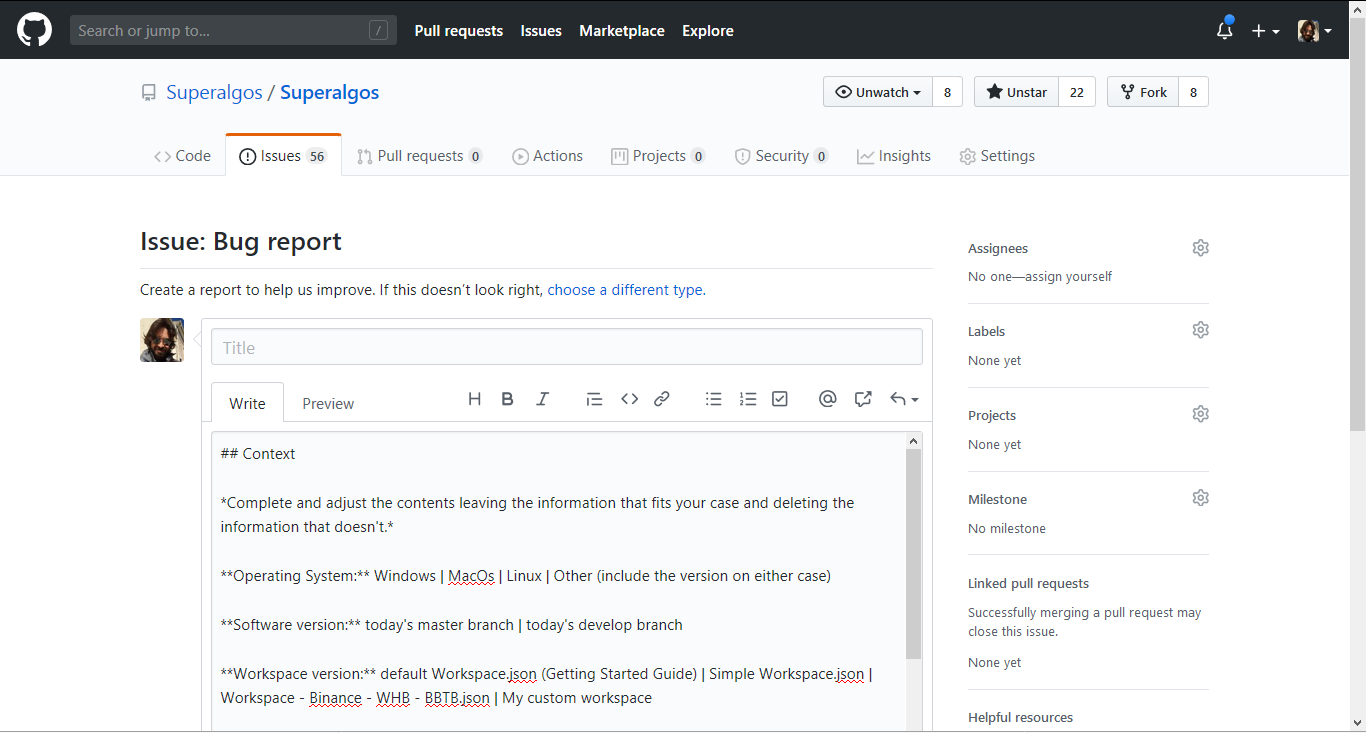 Search or jump to... /
Pull requests Issues Marketplace Explore
Superalgos / Superalgos
Unwatch 8 Unstar 22 Fork 8
Code Issues 56 Pull requests 0 Actions Projects 0 Security 0 Insights Settings
Issue: Bug report
Create a report to help us improve. If this doesn't look right, choose a different type.
Title
Write Preview
## Context
*Complete and adjust the contents leaving the information that fits your case and deleting the
information that doesn't.*
**Operating System:** Windows | MacOs | Linux | Other (include the version on either case)
**Software version:** today's master branch | today's develop branch
**Workspace version:** default Workspace.json (Getting Started Guide) | Simple Workspace.json |
Workspace - Binance - WHB - BBTB.json | My custom workspace
Assignees
No one—assign yourself
Labels
None yet
Projects
None yet
Milestone
No milestone
Linked pull requests
Successfully merging a pull request may
close this issue.
None yet
Helpful resources